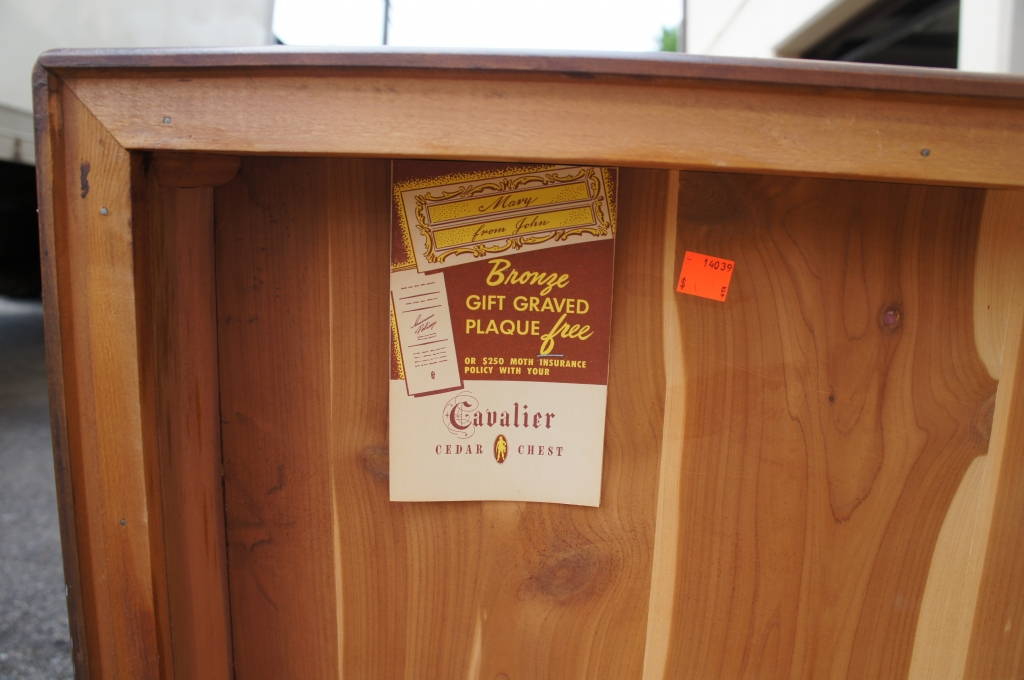 Mary
from John
Bronze
GIFT GRAVED
PLAQUE free
OR $250 MOTH INSURANCE
POLICY WITH YOUR
Cavalier
CEDAR CHEST
14039